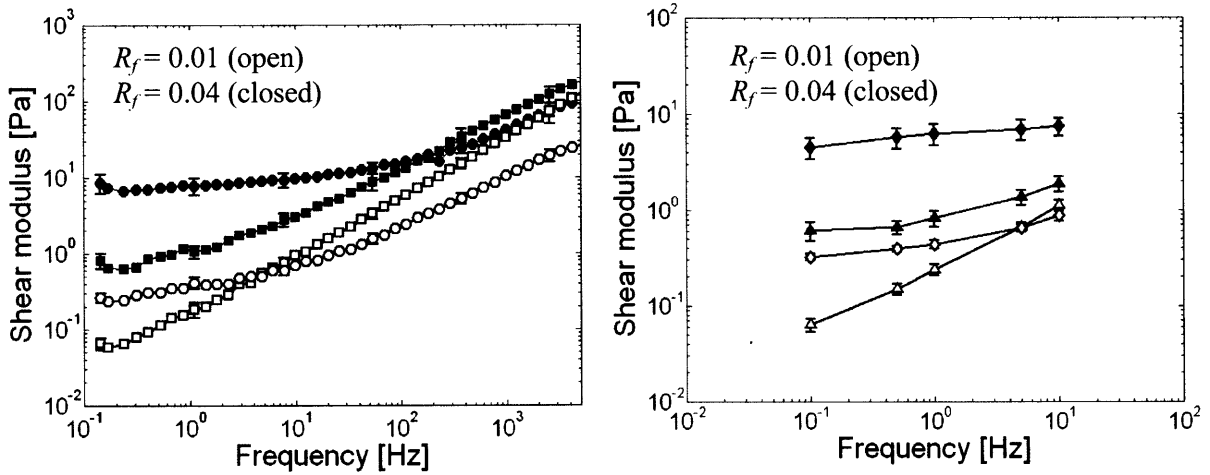 R_f = 0.01 (open)
R_f = 0.04 (closed)
Shear modulus [Pa]
10^3
10^2
10^1
10^0
10^-1
10^-2
10^-1
10^0
10^1
10^2
10^3
Frequency [Hz]
R_f = 0.01 (open)
R_f = 0.04 (closed)
Shear modulus [Pa]
10^2
10^1
10^0
10^-1
10^-2
10^-2
10^-1
10^0
10^1
10^2
Frequency [Hz]